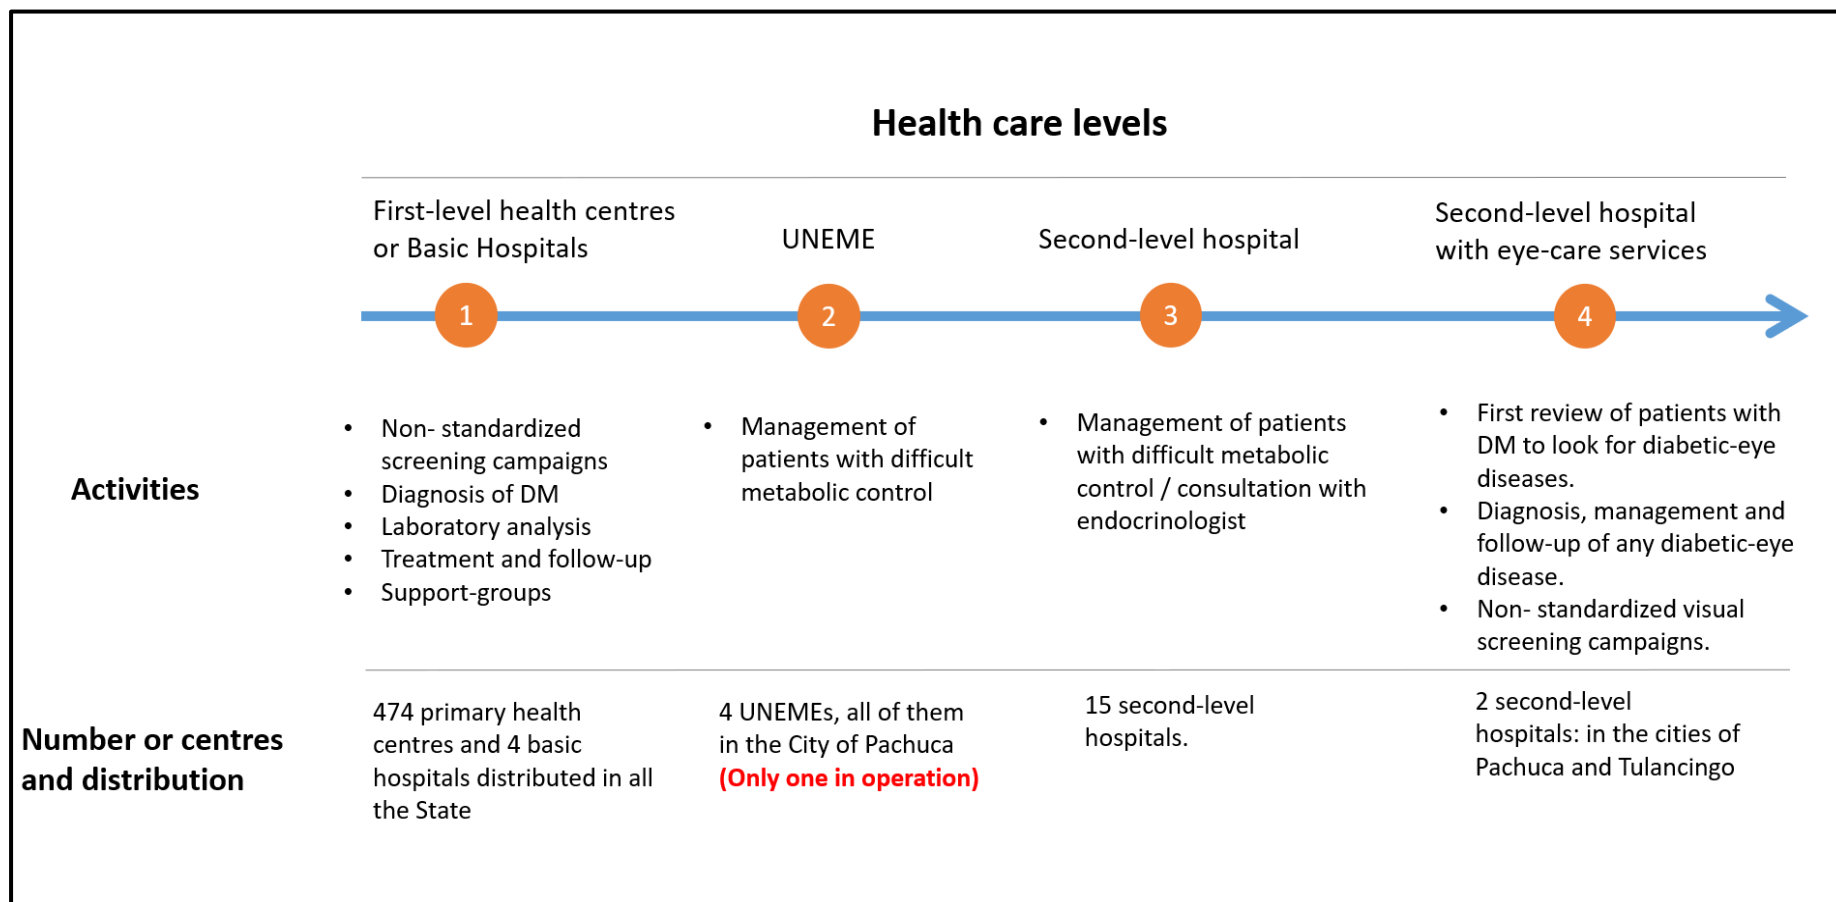 Health care levels
First-level health centres
or Basic Hospitals
UNEME
Second-level hospital
Second-level hospital
with eye-care services
1
2
3
4
Activities
• Non- standardized
screening campaigns
• Diagnosis of DM
• Laboratory analysis
• Treatment and follow-up
• Support-groups
• Management of
patients with difficult
metabolic control
• Management of patients
with difficult metabolic
control / consultation with
endocrinologist
• First review of patients with
DM to look for diabetic-eye
diseases.
• Diagnosis, management and
follow-up of any diabetic-eye
disease.
• Non- standardized visual
screening campaigns.
Number or centres
and distribution
474 primary health
centres and 4 basic
hospitals distributed in all
the State
4 UNEMEs, all of them
in the City of Pachuca
(Only one in operation)
15 second-level
hospitals.
2 second-level
hospitals: in the cities of
Pachuca and Tulancingo